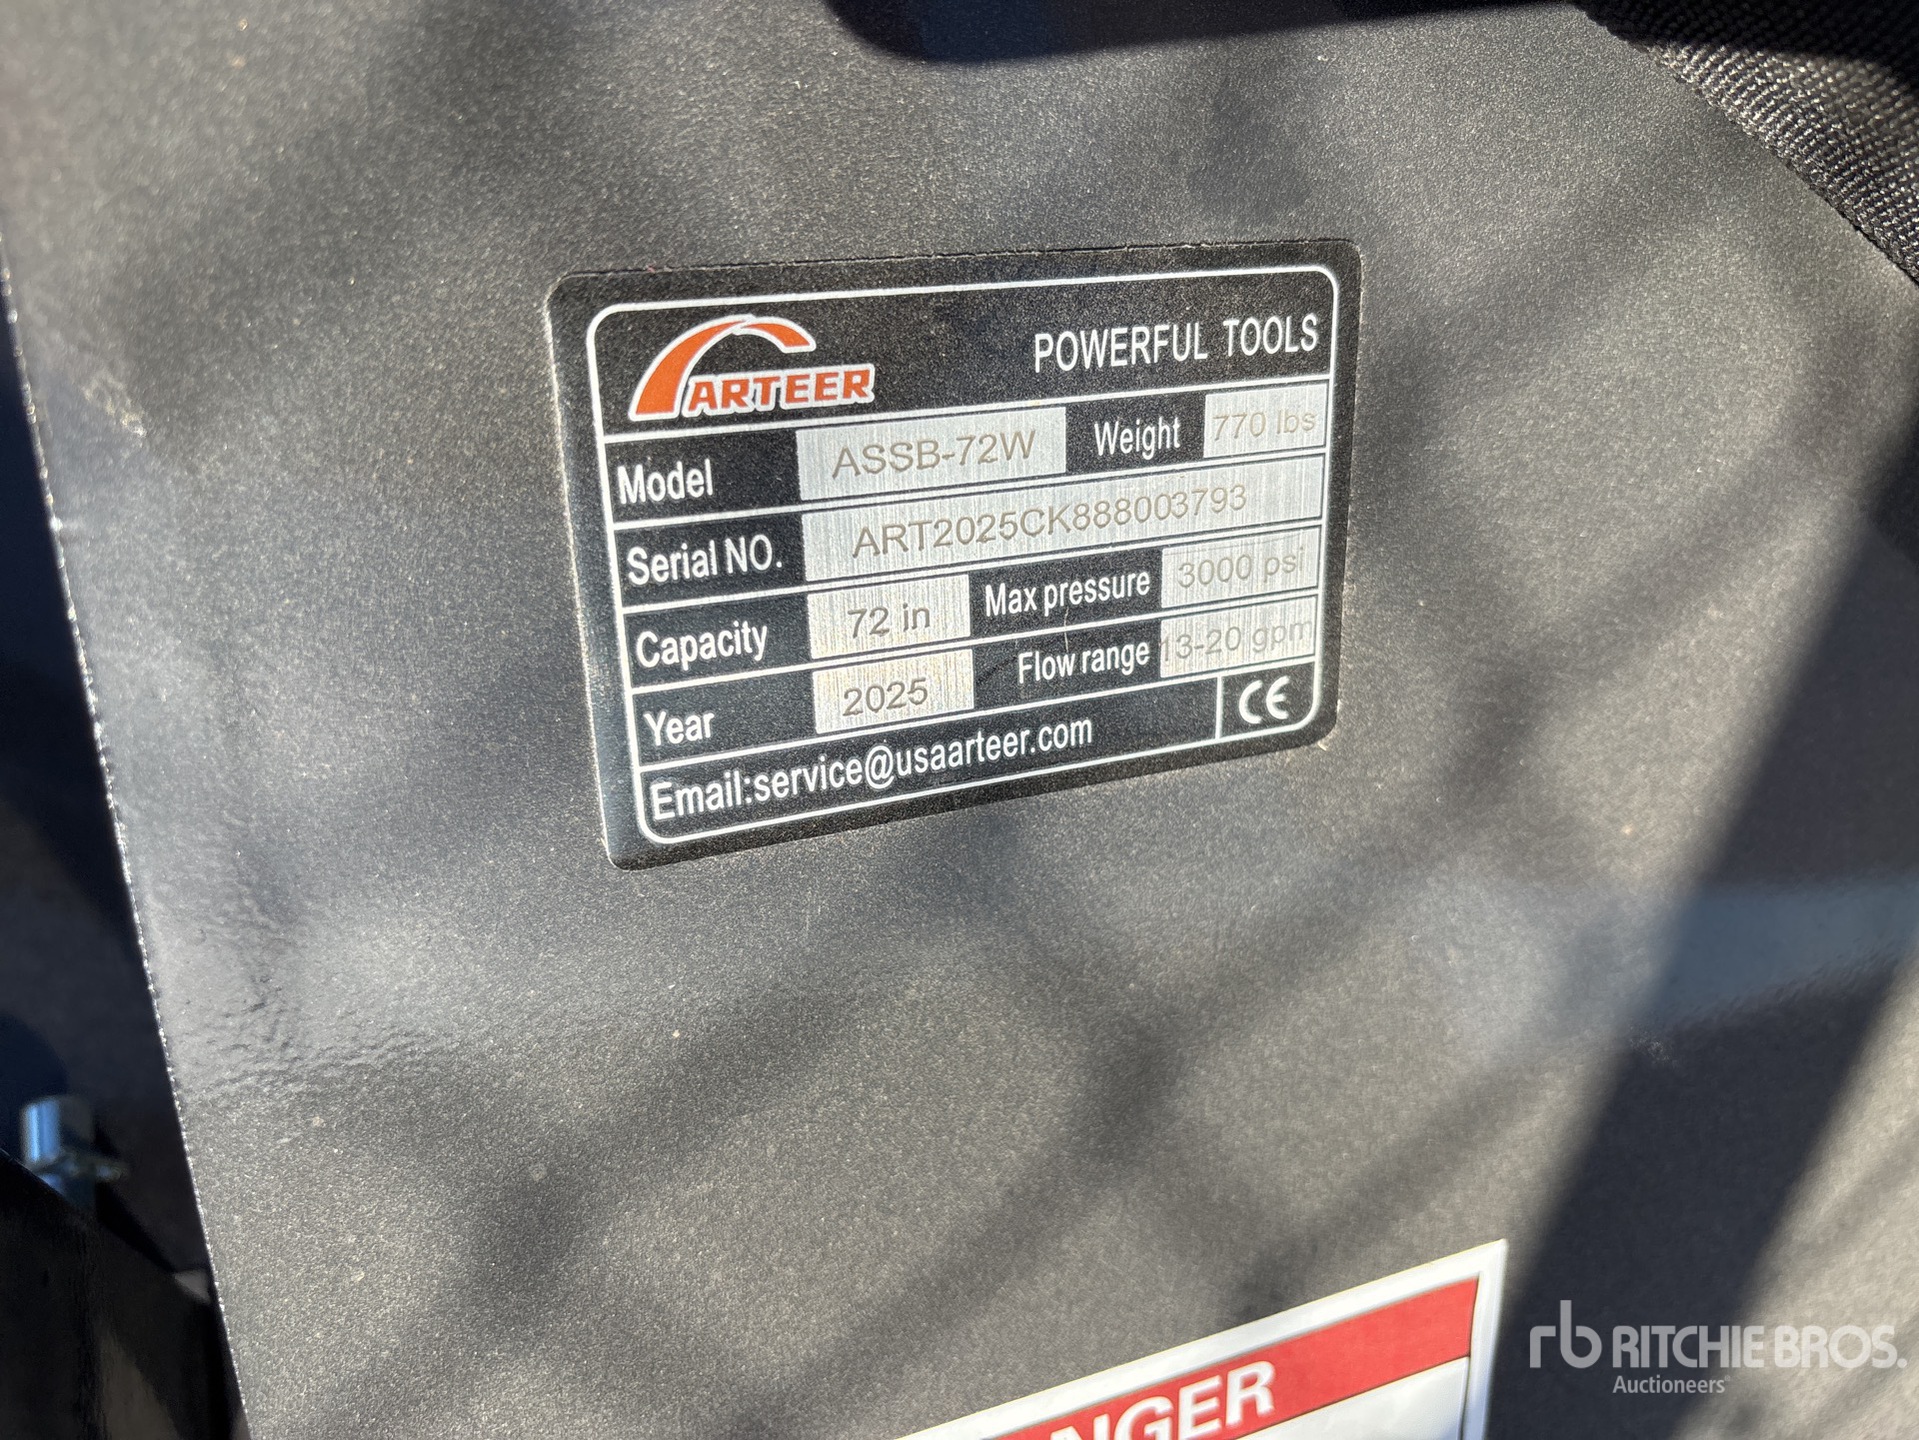 ARTEER POWERFUL TOOLS
Model ASSB-72W Weight 770 lbs
Serial NO. ART2025CK888003793
Capacity 72 in Max pressure 3000 psi
Year 2025 Flow range 13-20 gpm
Email:service@usaarteer.com CE
NGER
rb RITCHIE BROS.
Auctioneers